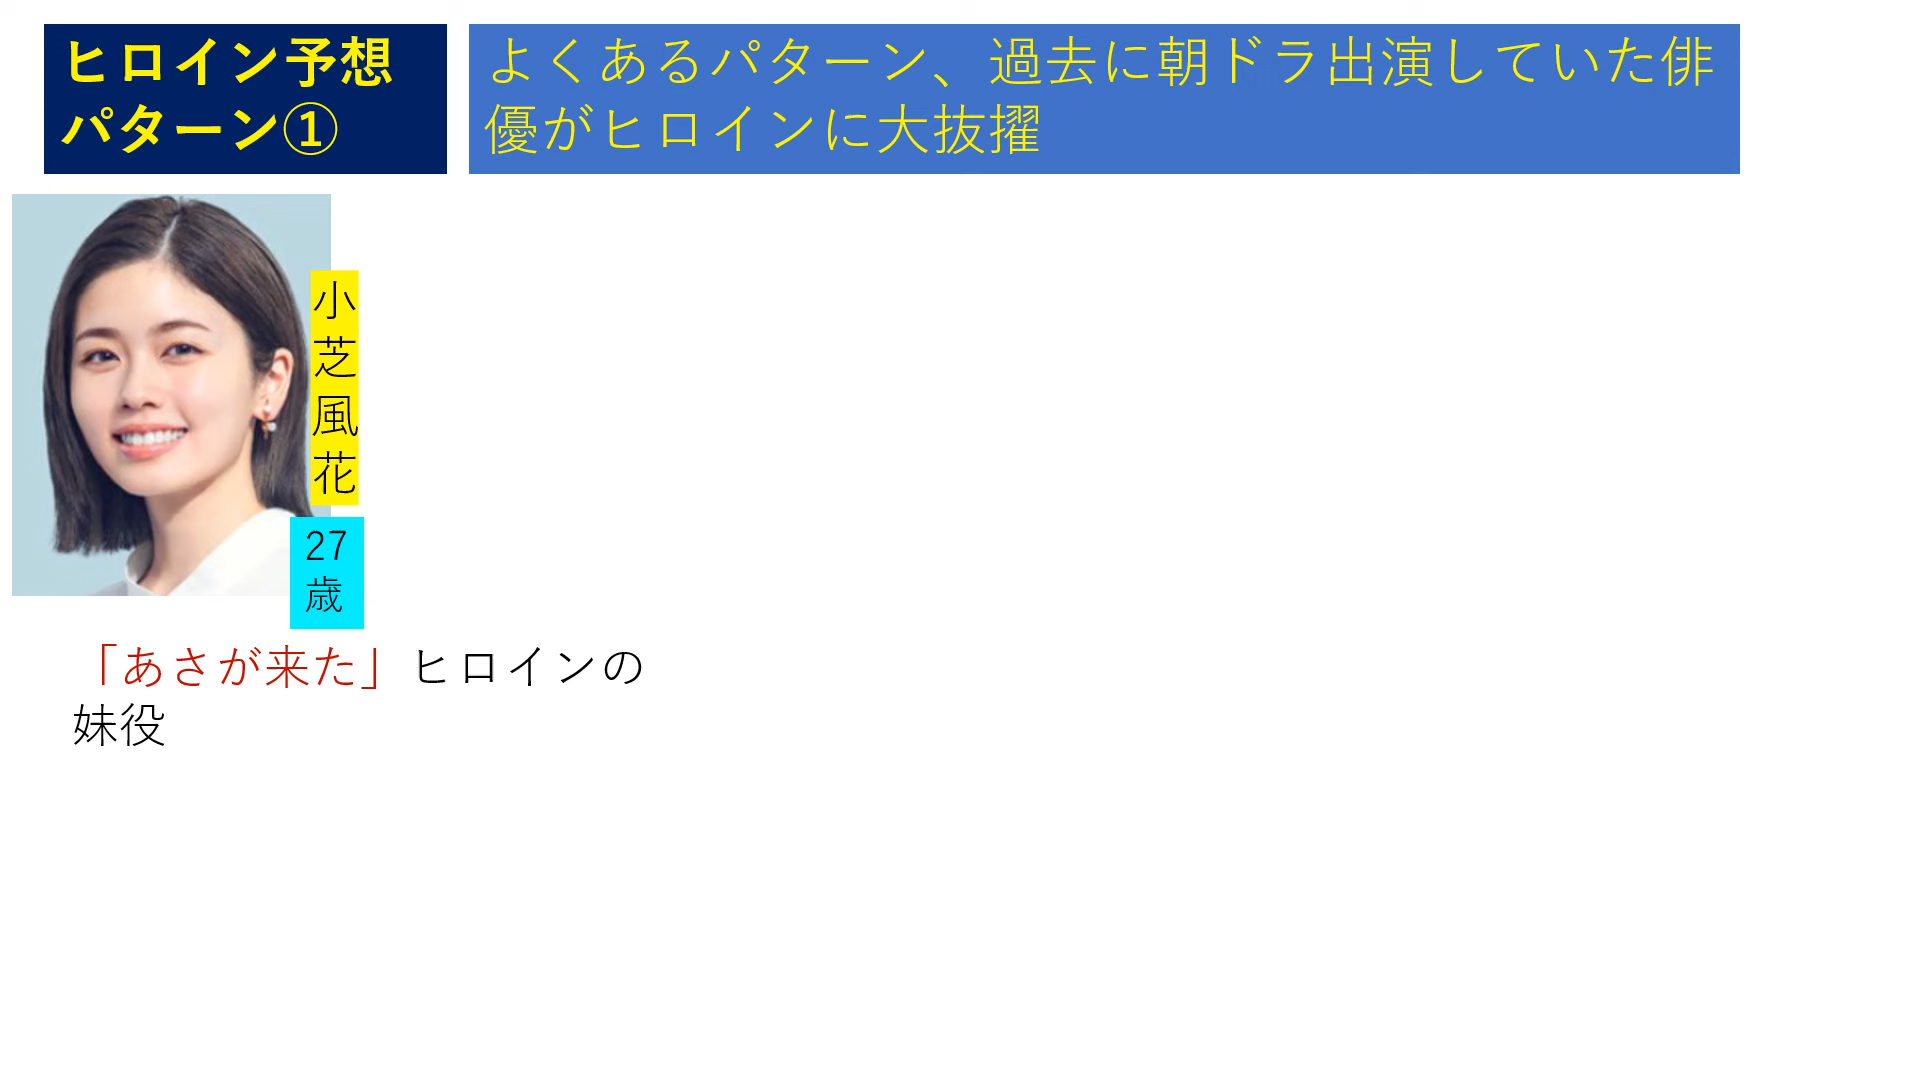 ヒロイン予想
パターン①
よくあるパターン、過去に朝ドラ出演していた俳
優がヒロインに大抜擢
小芝風花
27
歳
「あさが来た」ヒロインの
妹役